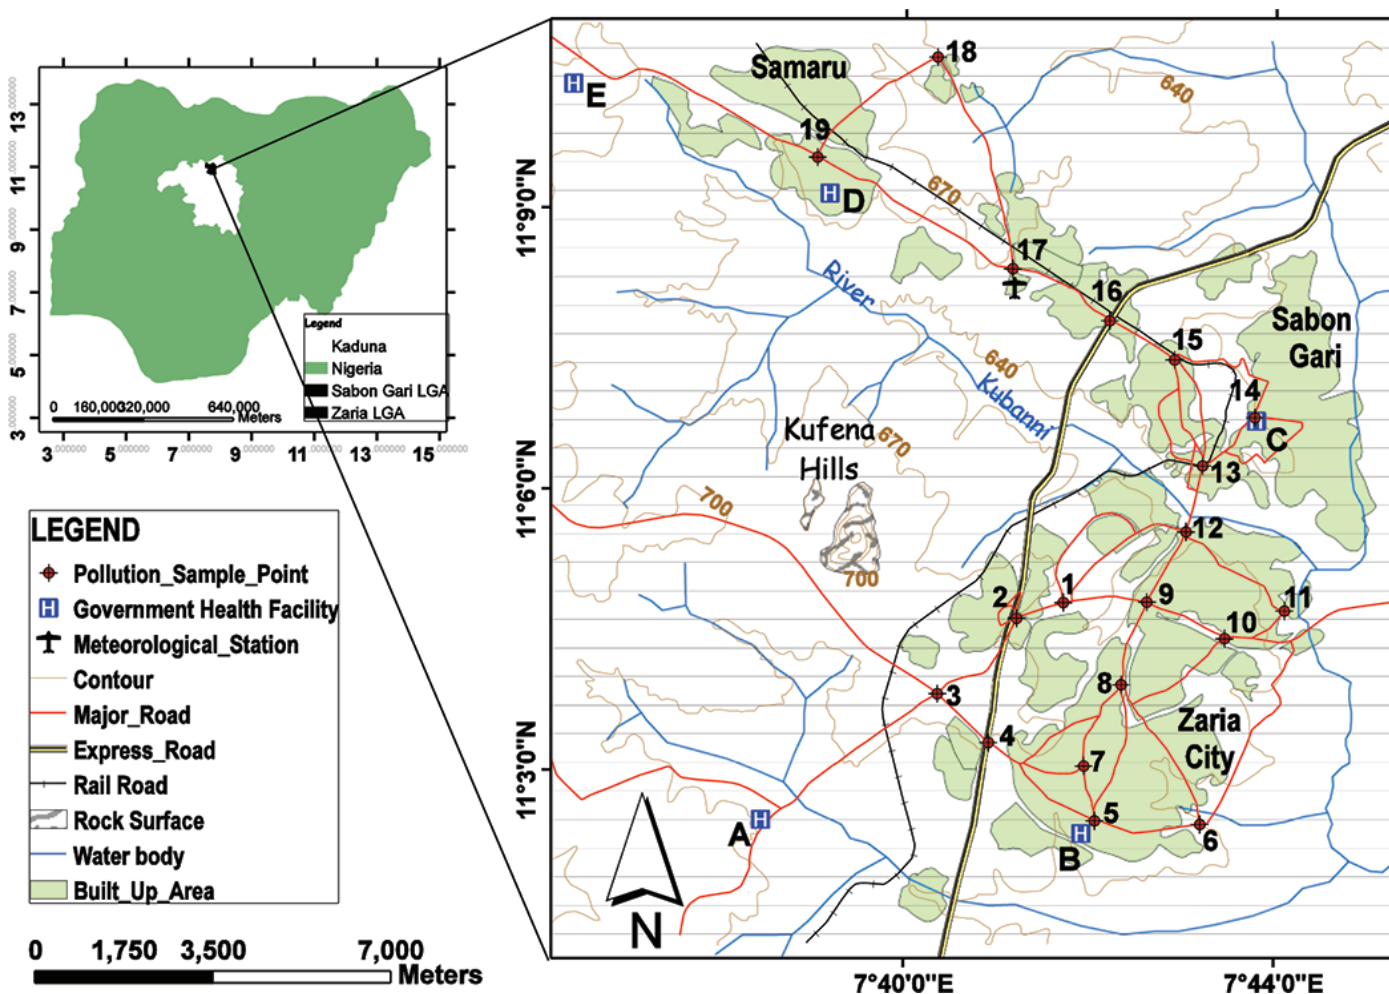 13
11
9
7
5
3
3
5
7
9
11
13
15
Legend
Kaduna
Nigeria
Sabon Gari LGA
Zaria LGA
0 160,000320,000 640,000
Meters
LEGEND
Pollution_Sample_Point
H Government Health Facility
Meteorological_Station
Contour
Major_Road
Express_Road
Rail Road
Rock Surface
Water body
Built_Up_Area
0 1,750 3,500 7,000
Meters
11°9'0"N
11°6'0"N
11°3'0"N
7°40'0"E
7°44'0"E
18
Samaru
H E
640
19
H D
670
17
River
16
Sabon
Gari
15
640
Kubanni
14
H C
Kufena
Hills
670
13
700
12
700
2
1
9
11
10
8
3
Zaria
City
4
7
5
6
H A
H B
N